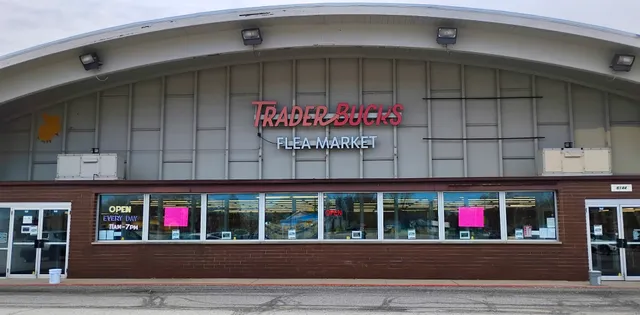 TRADER BUCKS
FLEA MARKET
OPEN
EVERY DAY
11AM-7PM